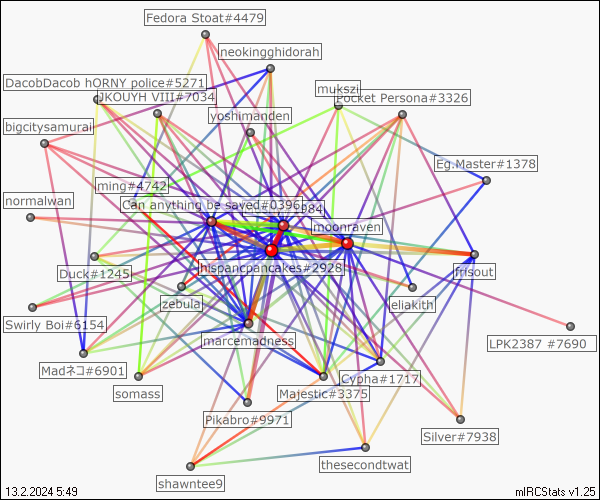 Fedora Stoat#4479
neokingghidorah
DacobDacob hORNY police#5271
mukszi
JKOUYH VIII#7034
Pocket Persona#3326
yoshimanden
bigcitysamurai
Eg.Master#1378
ming#4742
normalwan
Can anything be saved#0396
984
moonraven
hispancpancakes#2928
Duck#1245
frisout
zebula
eliakith
Swirly Boi#6154
marcemadness
LPK2387 #7690
Madネコ#6901
Cypha#1717
somass
Majestic#3375
Pikabro#9971
Silver#7938
thesecondtwat
shawntee9
13.2.2024 5:49
mIRCStats v1.25